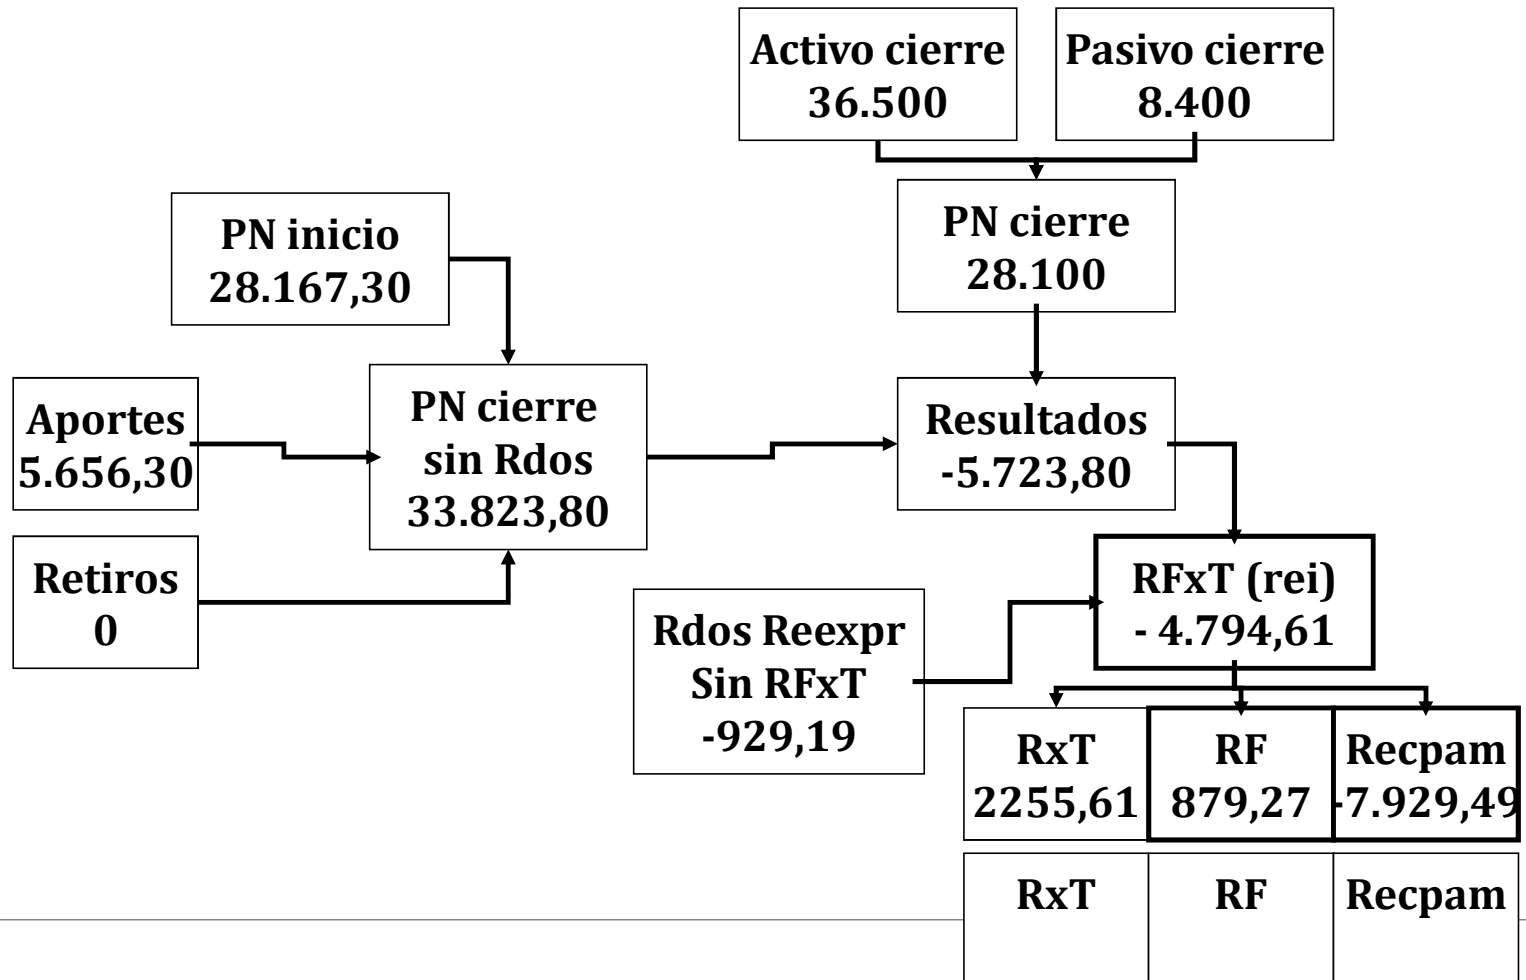 Activo cierre
36.500
Pasivo cierre
8.400
PN cierre
28.100
PN inicio
28.167,30
Aportes
5.656,30
Retiros
0
PN cierre
sin Rdos
33.823,80
Resultados
-5.723,80
Rdos Reexpr
Sin RFxT
-929,19
RFxT (rei)
- 4.794,61
RxT
2255,61
RF
879,27
Recpam
-7.929,49
RxT
RF
Recpam